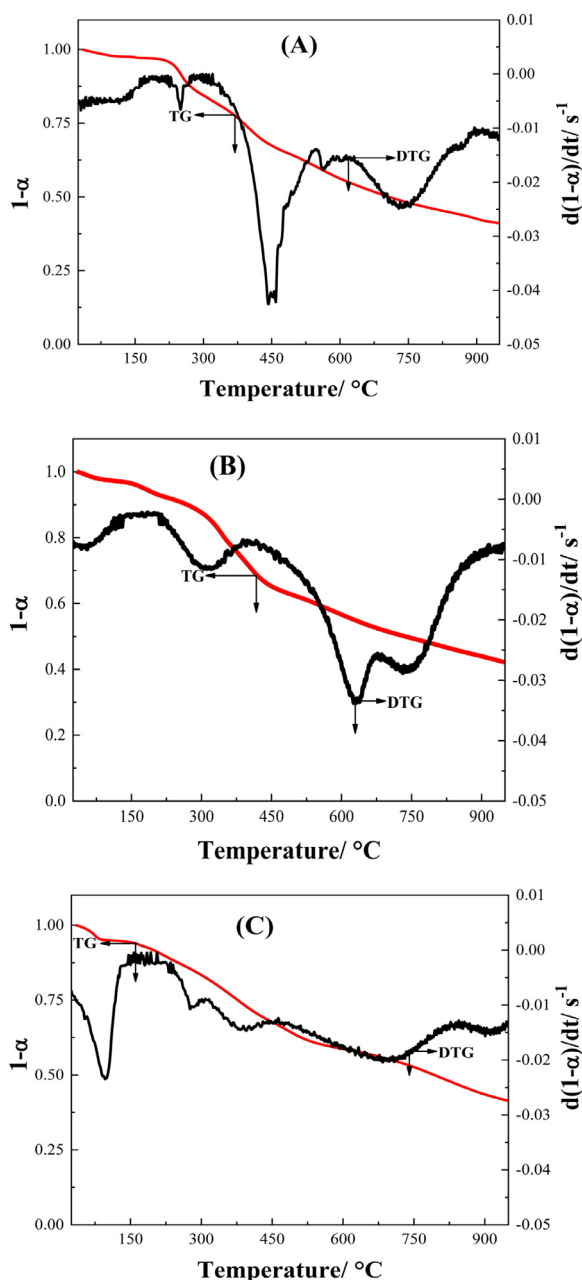 (A)
1.00
0.75
0.50
0.25
0.00
1-α
0.01
0.00
-0.01
-0.02
-0.03
-0.04
-0.05
d(1-α)/dt/ s⁻¹
TG
DTG
150 300 450 600 750 900
Temperature/ °C
(B)
1.0
0.8
0.6
0.4
0.2
0.0
1-α
0.01
0.00
-0.01
-0.02
-0.03
-0.04
-0.05
d(1-α)/dt/ s⁻¹
TG
DTG
150 300 450 600 750 900
Temperature/ °C
(C)
1.00
0.75
0.50
0.25
0.00
1-α
0.01
0.00
-0.01
-0.02
-0.03
-0.04
-0.05
d(1-α)/dt/ s⁻¹
TG
DTG
150 300 450 600 750 900
Temperature/ °C